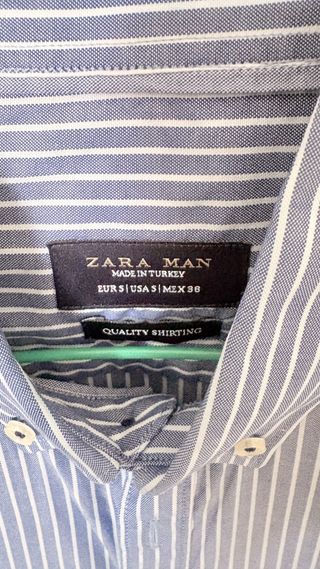 ZARA MAN
MADE IN TURKEY
EUR S | USA S | MEX 38
QUALITY SHIRTING